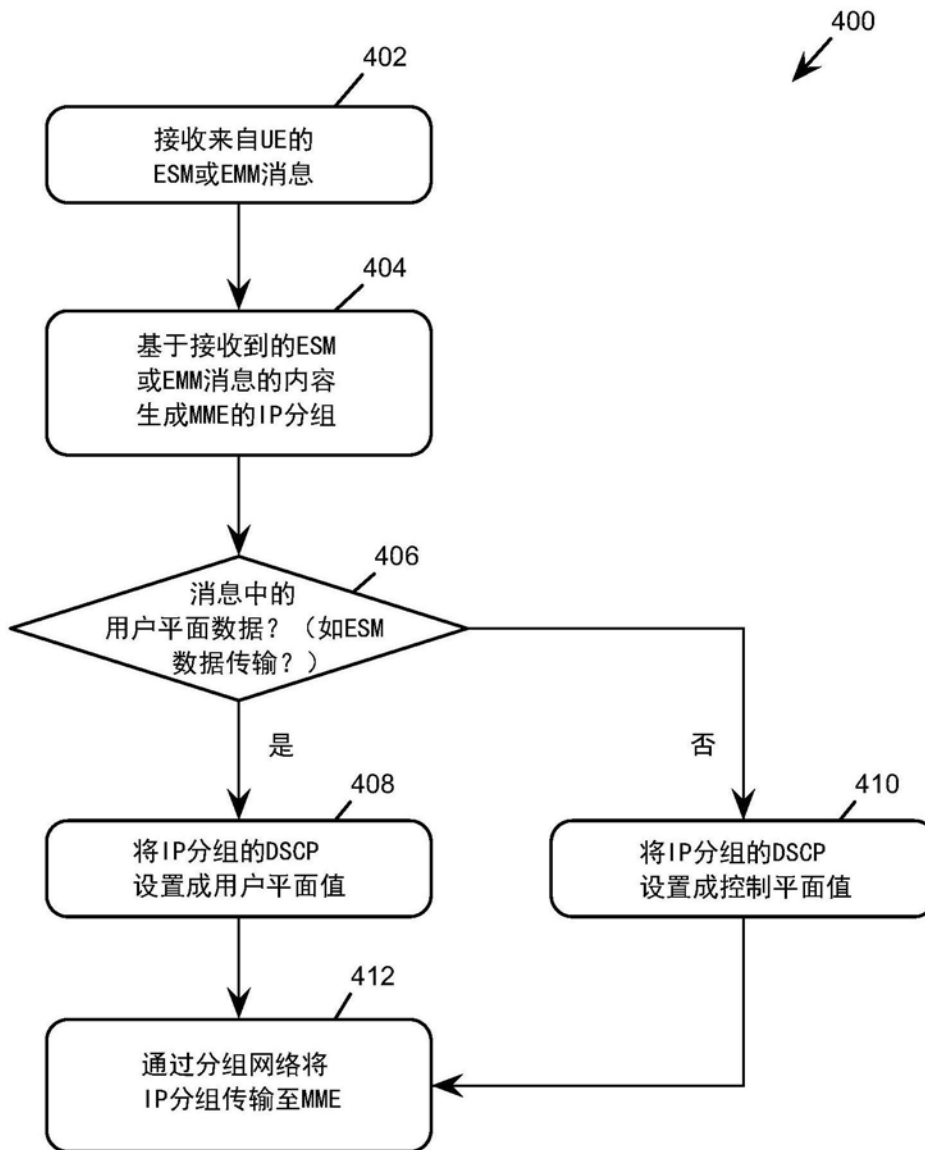 400
402
接收来自UE的
ESM或EMM消息
404
基于接收到的ESM
或EMM消息的内容
生成MME的IP分组
406
消息中的
用户平面数据？（如ESM
数据传输？）
是
否
408
将IP分组的DSCP
设置成用户平面值
410
将IP分组的DSCP
设置成控制平面值
412
通过分组网络将
IP分组传输至MME